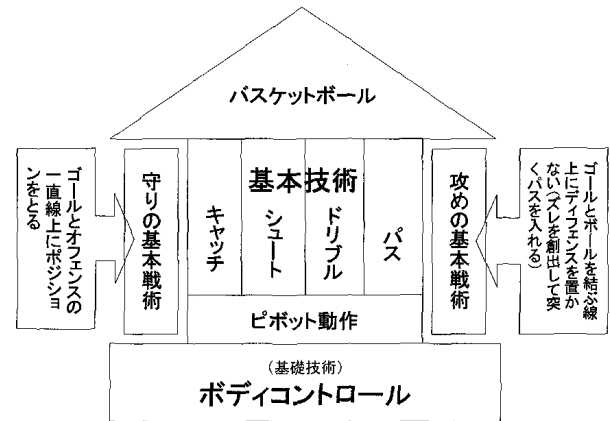 バスケットボール
ゴールとオフェンスの
一直線上にポジショ
ンをとる
守りの基本戦術
基本技術
キャッチ
シュート
ドリブル
パス
攻めの基本戦術
ゴールとボールを結ぶ線
上にディフェンスを置か
ない(ズレを創出して突
くパスを入れる)
ピボット動作
(基礎技術)
ボディコントロール